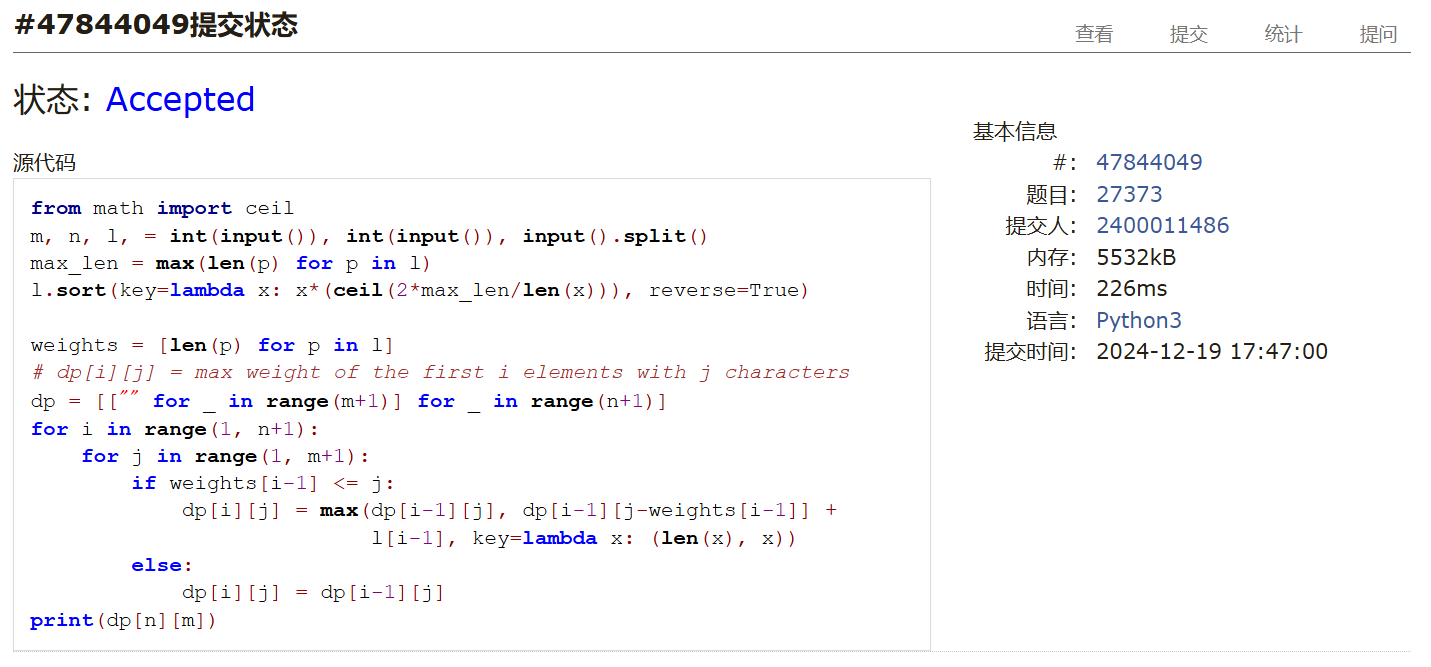 #47844049提交状态
查看 提交 统计 提问
状态: Accepted
源代码
from math import ceil
m, n, l, = int(input()), int(input()), input().split()
max_len = max(len(p) for p in l)
l.sort(key=lambda x: x*(ceil(2*max_len/len(x))), reverse=True)
weights = [len(p) for p in l]
# dp[i][j] = max weight of the first i elements with j characters
dp = [["" for _ in range(m+1)] for _ in range(n+1)]
for i in range(1, n+1):
    for j in range(1, m+1):
        if weights[i-1] <= j:
            dp[i][j] = max(dp[i-1][j], dp[i-1][j-weights[i-1]] +
                           l[i-1], key=lambda x: (len(x), x))
        else:
            dp[i][j] = dp[i-1][j]
print(dp[n][m])
基本信息
#: 47844049
题目: 27373
提交人: 2400011486
内存: 5532kB
时间: 226ms
语言: Python3
提交时间: 2024-12-19 17:47:00